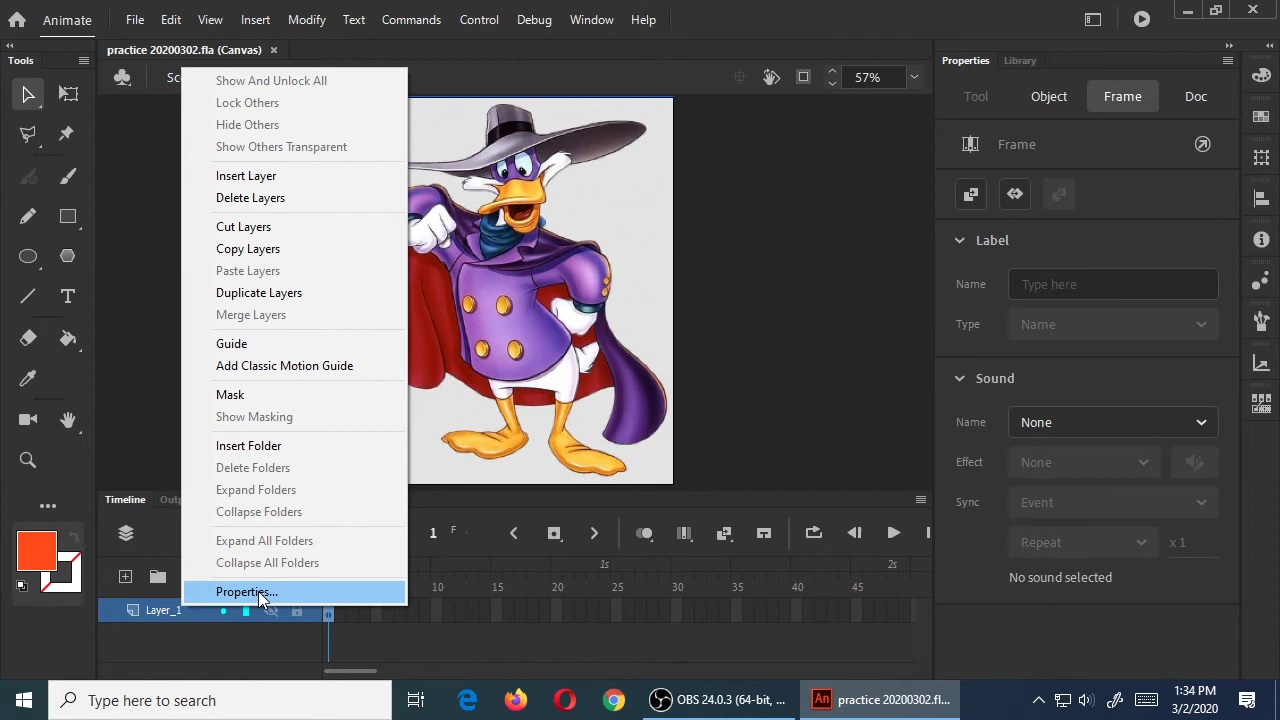 Animate File Edit View Insert Modify Text Commands Control Debug Window Help
practice 20200302.fla (Canvas)
Tools
57%
Show And Unlock All
Lock Others
Hide Others
Show Others Transparent
Insert Layer
Delete Layers
Cut Layers
Copy Layers
Paste Layers
Duplicate Layers
Merge Layers
Guide
Add Classic Motion Guide
Mask
Show Masking
Insert Folder
Delete Folders
Expand Folders
Collapse Folders
Expand All Folders
Collapse All Folders
Properties...
Properties Library
Tool Object Frame Doc
Frame
Label
Name Type here
Type Name
Sound
Name None
Effect None
Sync Event
Repeat x 1
No sound selected
Timeline
1 F
1s 2s
10 15 20 25 30 35 40 45
Layer_1
Type here to search
OBS 24.0.3 (64-bit, ...
An practice 20200302.fl...
1:34 PM
3/2/2020